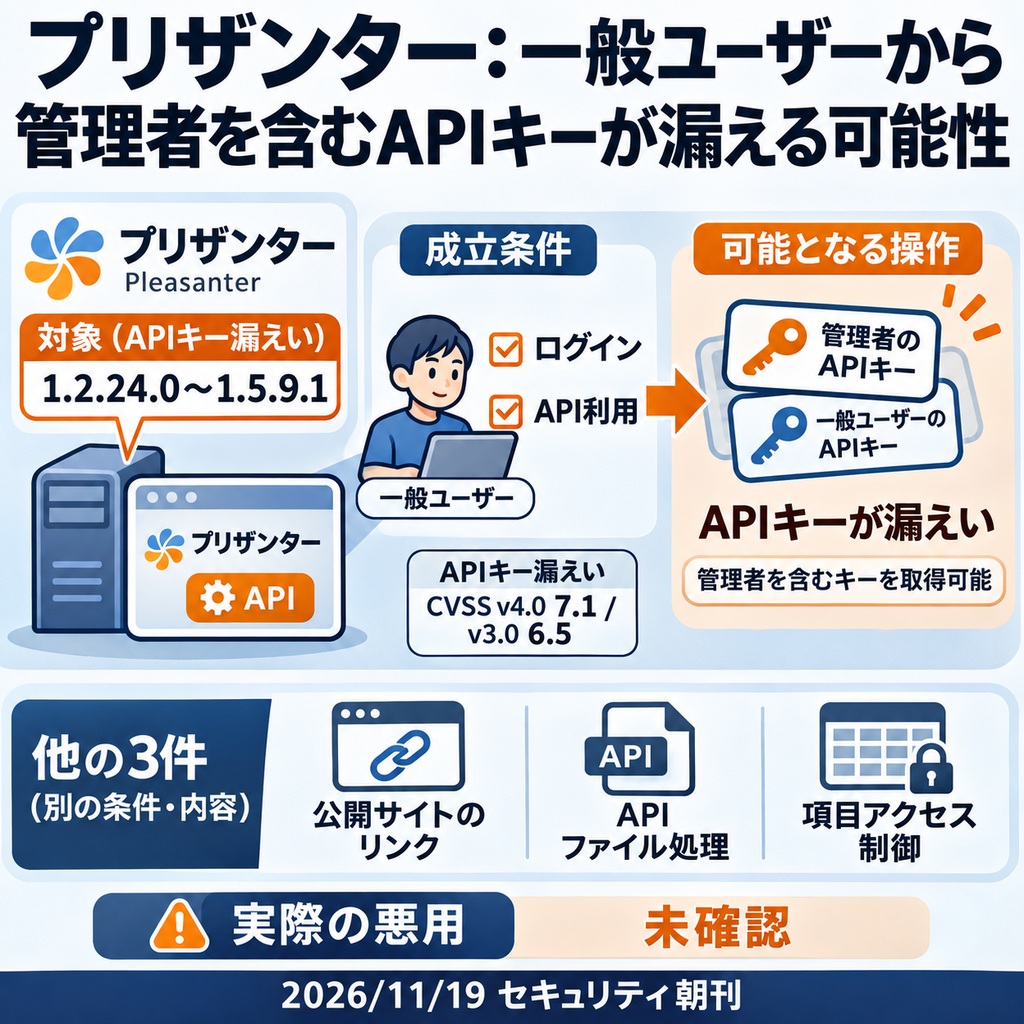 プリザンター：一般ユーザーから
管理者を含むAPIキーが漏える可能性
プリザンター
Pleasanter
対象（APIキー漏えい）
1.2.24.0～1.5.9.1
プリザンター
API
成立条件
ログイン
API利用
一般ユーザー
APIキー漏えい
CVSS v4.0 7.1 /
v3.0 6.5
可能となる操作
管理者の
APIキー
一般ユーザーの
APIキー
APIキーが漏えい
管理者を含むキーを取得可能
他の3件
（別の条件・内容）
公開サイトの
リンク
API
API
ファイル処理
項目アクセス
制御
実際の悪用
未確認
2026/11/19 セキュリティ朝刊